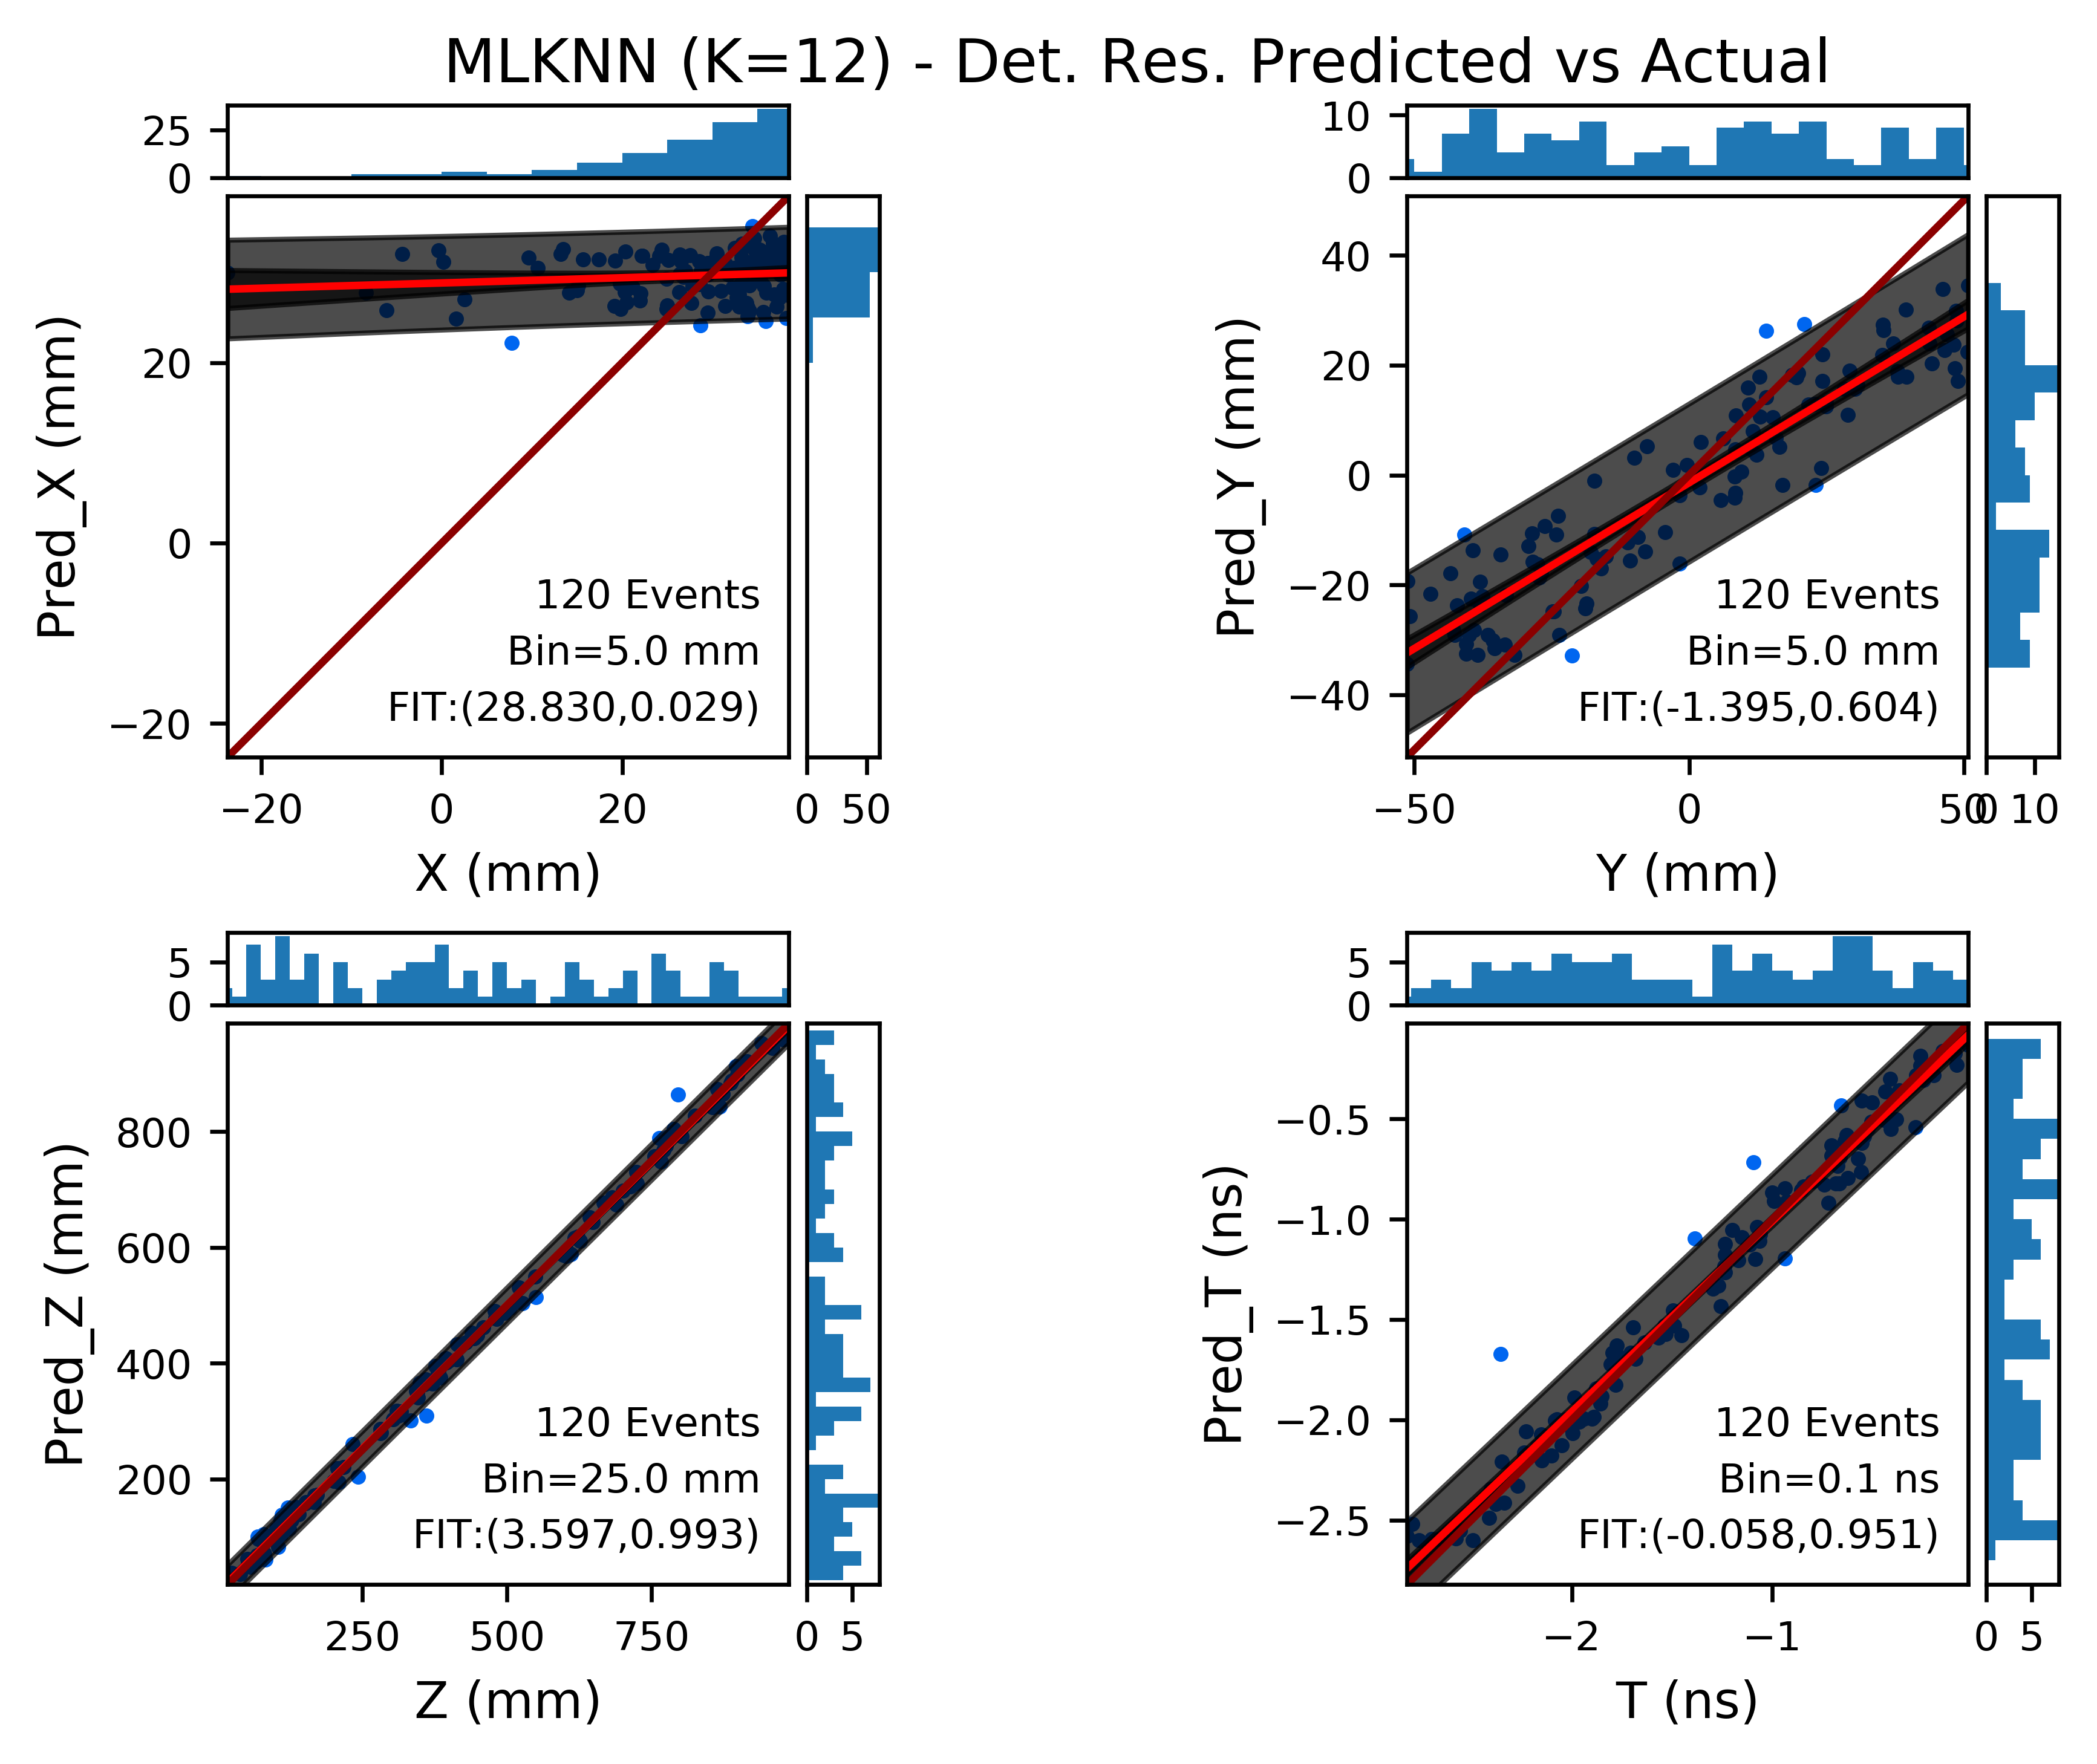 MLKNN (K=12) - Det. Res. Predicted vs Actual
25
0
Pred_X (mm)
20
0
−20
120 Events
Bin=5.0 mm
FIT:(28.830,0.029)
−20 0 20
0 50
X (mm)
10
0
Pred_Y (mm)
40
20
0
−20
−40
120 Events
Bin=5.0 mm
FIT:(-1.395,0.604)
−50 0 50
0 10
Y (mm)
5
0
Pred_Z (mm)
800
600
400
200
120 Events
Bin=25.0 mm
FIT:(3.597,0.993)
250 500 750
0 5
Z (mm)
5
0
Pred_T (ns)
−0.5
−1.0
−1.5
−2.0
−2.5
120 Events
Bin=0.1 ns
FIT:(-0.058,0.951)
−2 −1
0 5
T (ns)